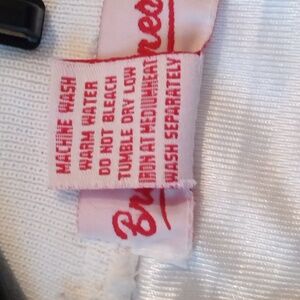 MACHINE WASH
WARM WATER
DO NOT BLEACH
TUMBLE DRY LOW
IRON AT MEDIUM HEAT
WASH SEPARATELY